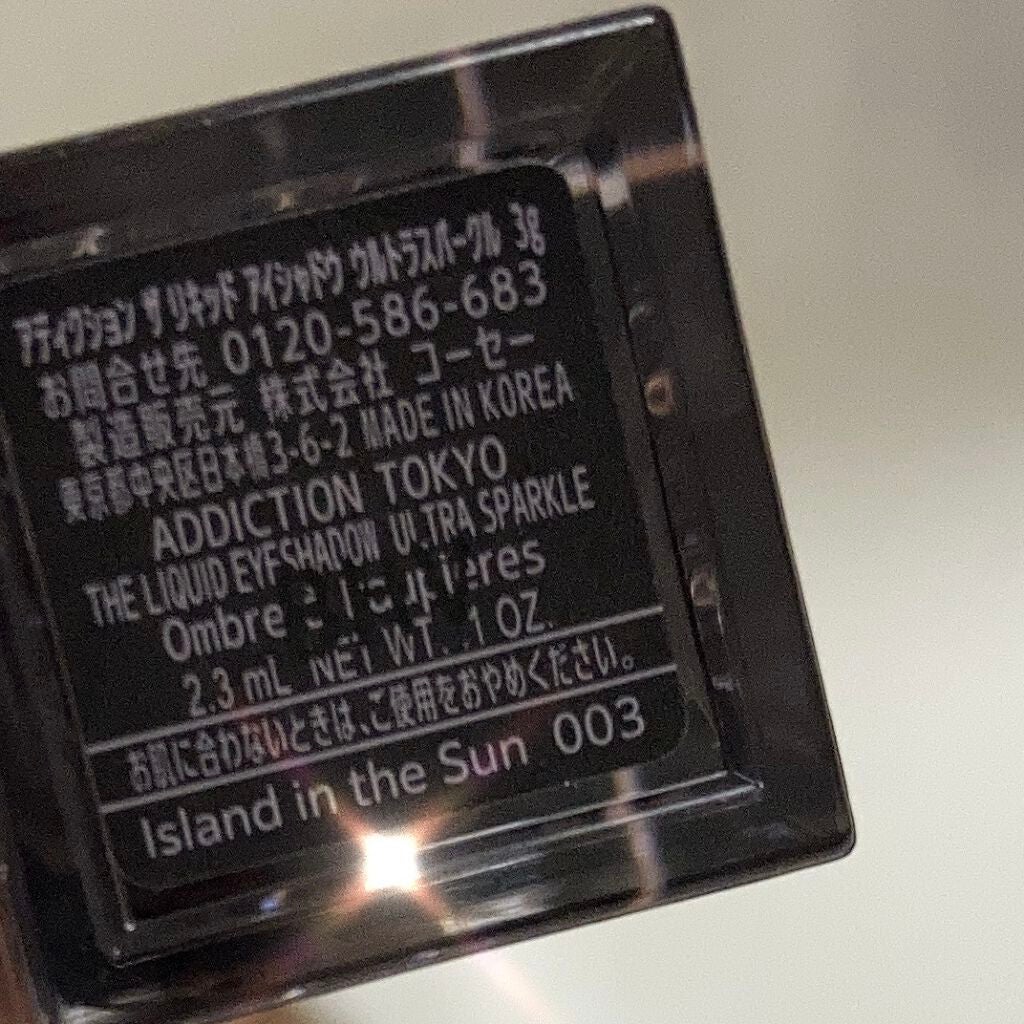 アディクション ザ リキッド アイシャドウ ウルトラスパークル 3g
お問合せ先 0120-586-683
製造販売元 株式会社 コーセー
東京都中央区日本橋3-6-2 MADE IN KOREA
ADDICTION TOKYO
THE LIQUID EYESHADOW ULTRA SPARKLE
Ombre
2.3 mL NET WT. .1 OZ.
お肌に合わないときは、ご使用をおやめください。
Island in the Sun 003